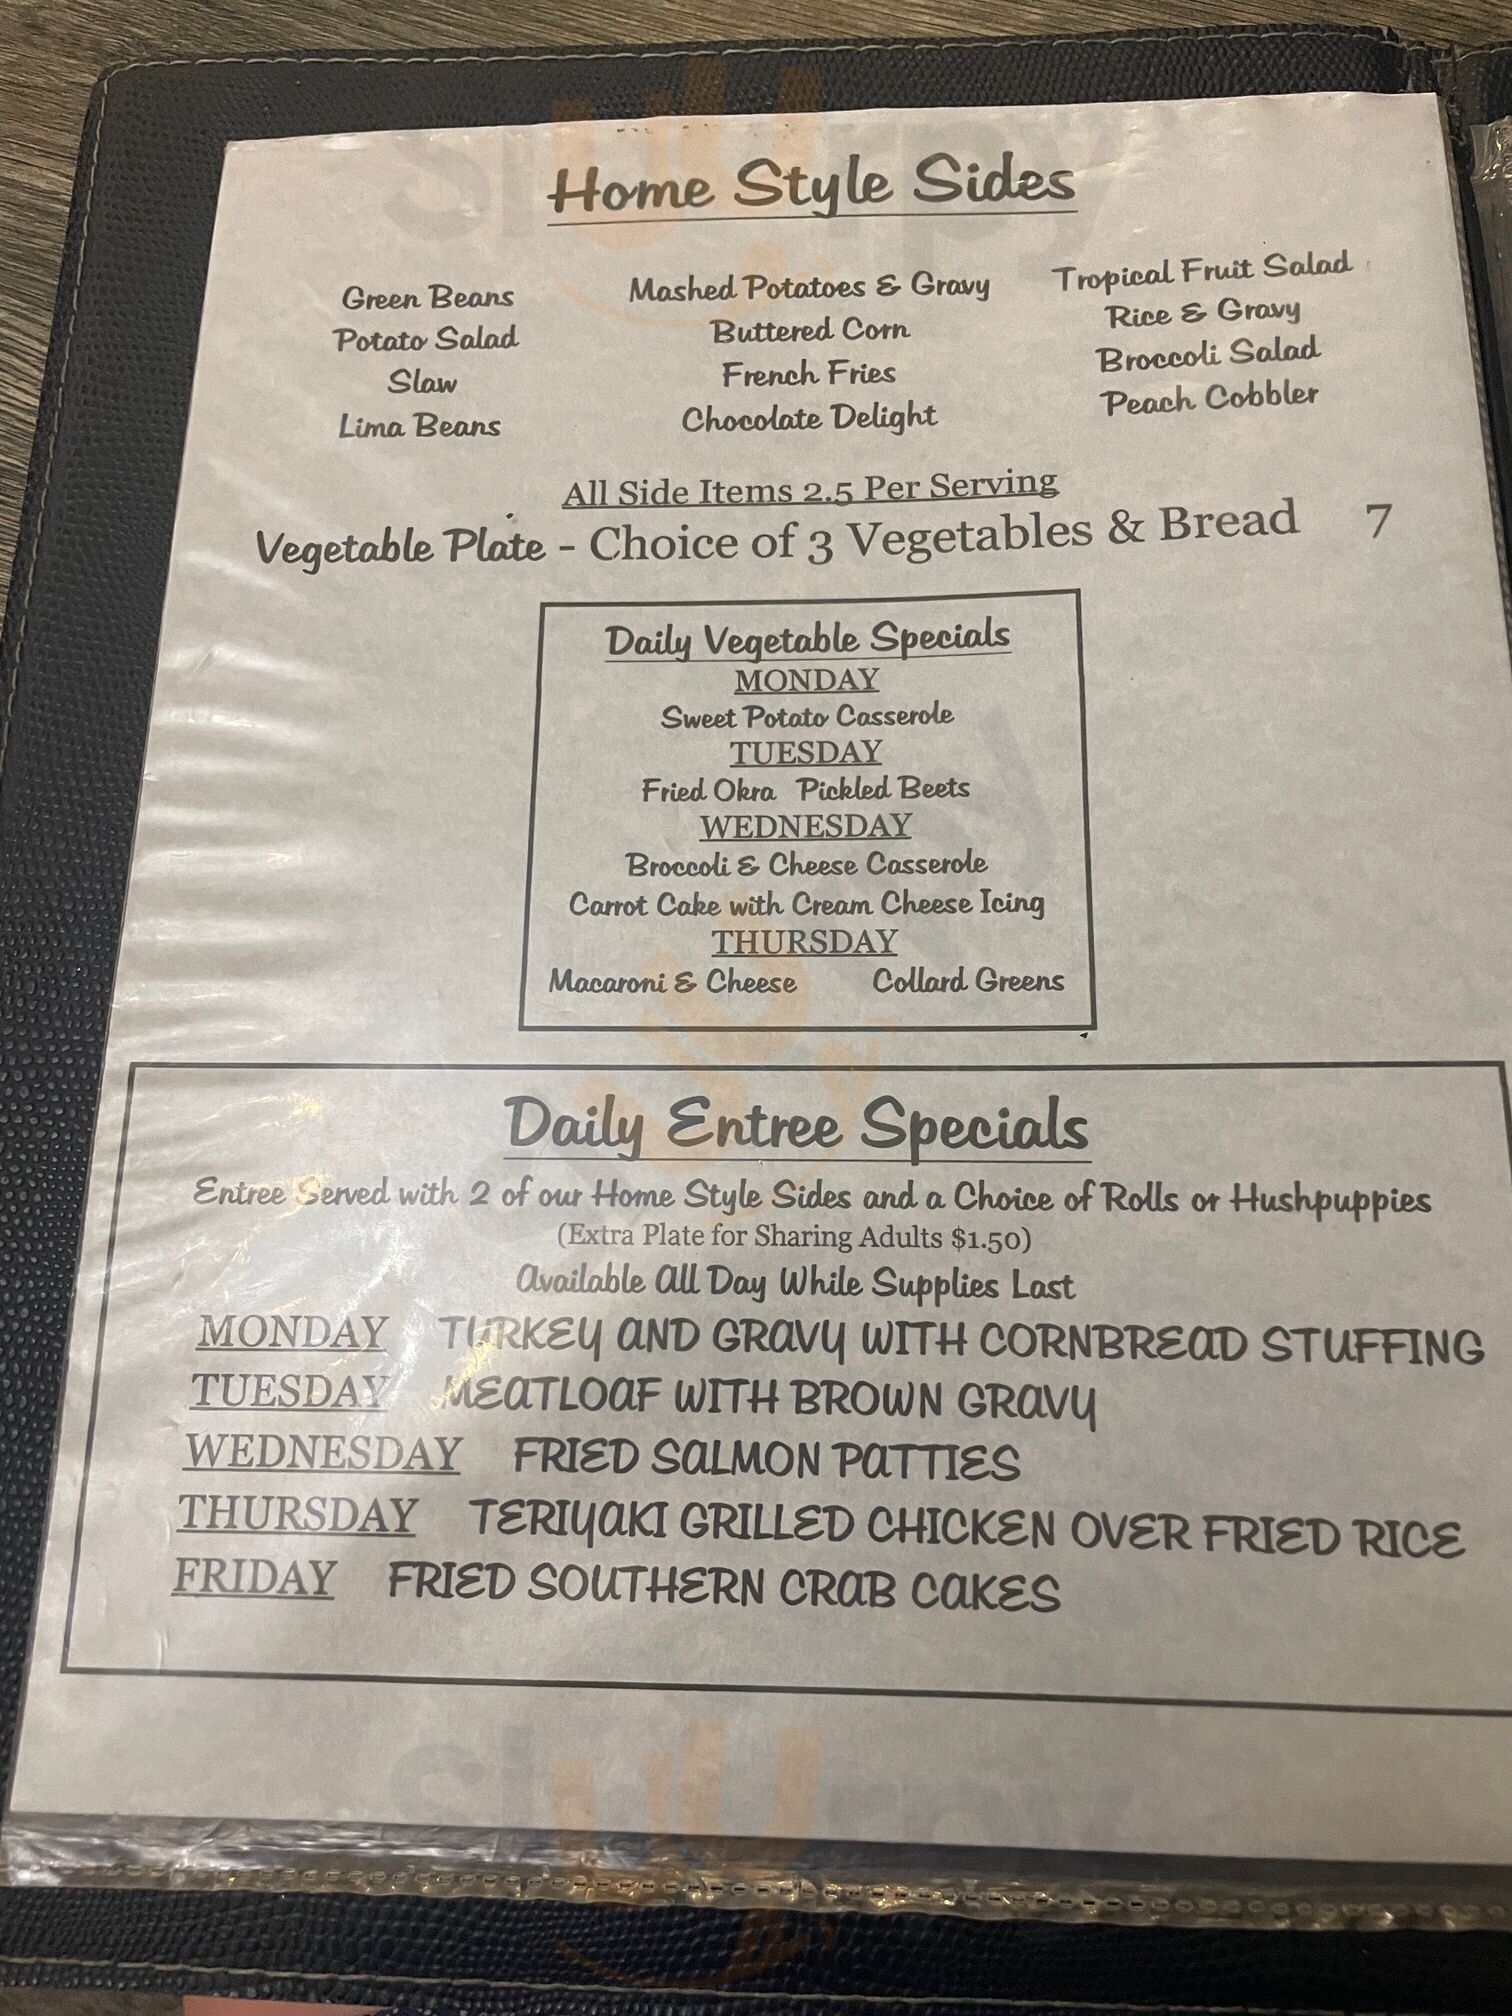 Home Style Sides
Green Beans Mashed Potatoes & Gravy Tropical Fruit Salad
Potato Salad Buttered Corn Rice & Gravy
Slaw French Fries Broccoli Salad
Lima Beans Chocolate Delight Peach Cobbler
All Side Items 2.5 Per Serving
Vegetable Plate - Choice of 3 Vegetables & Bread 7
Daily Vegetable Specials
MONDAY
Sweet Potato Casserole
TUESDAY
Fried Okra Pickled Beets
WEDNESDAY
Broccoli & Cheese Casserole
Carrot Cake with Cream Cheese Icing
THURSDAY
Macaroni & Cheese Collard Greens
Daily Entree Specials
Entree Served with 2 of our Home Style Sides and a Choice of Rolls or Hushpuppies
(Extra Plate for Sharing Adults $1.50)
Available All Day While Supplies Last
MONDAY TURKEY AND GRAVY WITH CORNBREAD STUFFING
TUESDAY MEATLOAF WITH BROWN GRAVY
WEDNESDAY FRIED SALMON PATTIES
THURSDAY TERIYAKI GRILLED CHICKEN OVER FRIED RICE
FRIDAY FRIED SOUTHERN CRAB CAKES